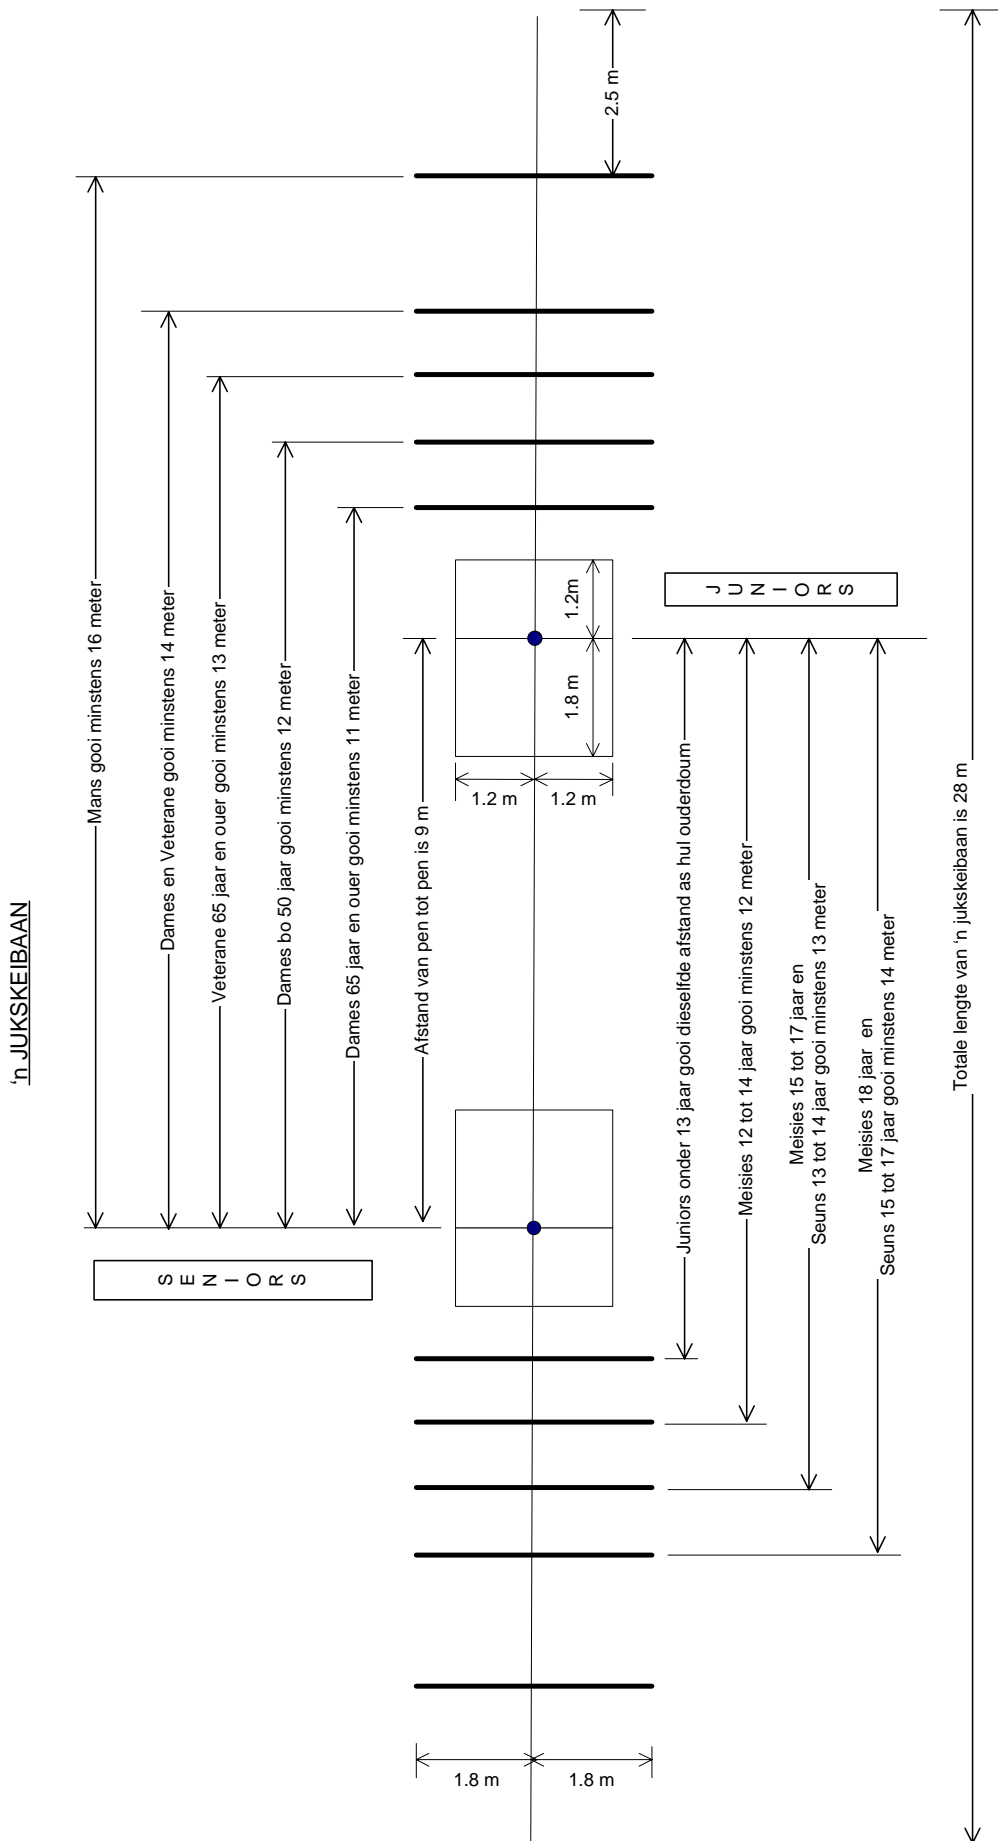 'n JUKSKEIBAAN
Mans gooi minstens 16 meter
Dames en Veterane gooi minstens 14 meter
Veterane 65 jaar en ouer gooi minstens 13 meter
Dames bo 50 jaar gooi minstens 12 meter
Dames 65 jaar en ouer gooi minstens 11 meter
Afstand van pen tot pen is 9 m
SENIORS
2.5 m
1.2m
1.8 m
1.2 m
1.2 m
1.8 m
1.8 m
JUNIORS
Juniors onder 13 jaar gooi dieselfde afstand as hul ouderdoum
Meisies 12 tot 14 jaar gooi minstens 12 meter
Meisies 15 tot 17 jaar en
Seuns 13 tot 14 jaar gooi minstens 13 meter
Meisies 18 jaar en
Seuns 15 tot 17 jaar gooi minstens 14 meter
Totale lengte van 'n jukskeibaan is 28 m